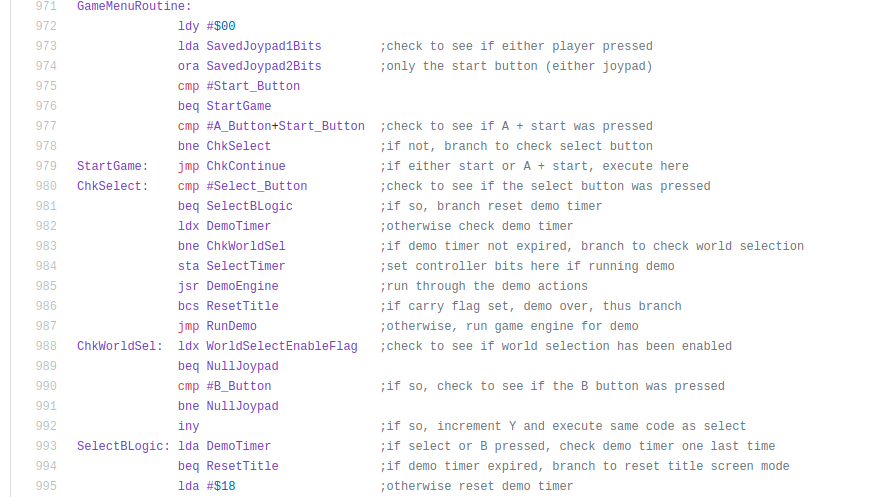 971 GameMenuRoutine:
972 ldy #$00
973 lda SavedJoypad1Bits ;check to see if either player pressed
974 ora SavedJoypad2Bits ;only the start button (either joypad)
975 cmp #Start_Button
976 beq StartGame
977 cmp #A_Button+Start_Button ;check to see if A + start was pressed
978 bne ChkSelect ;if not, branch to check select button
979 StartGame: jmp ChkContinue ;if either start or A + start, execute here
980 ChkSelect: cmp #Select_Button ;check to see if the select button was pressed
981 beq SelectBLogic ;if so, branch reset demo timer
982 ldx DemoTimer ;otherwise check demo timer
983 bne ChkWorldSel ;if demo timer not expired, branch to check world selection
984 sta SelectTimer ;set controller bits here if running demo
985 jsr DemoEngine ;run through the demo actions
986 bcs ResetTitle ;if carry flag set, demo over, thus branch
987 jmp RunDemo ;otherwise, run game engine for demo
988 ChkWorldSel: ldx WorldSelectEnableFlag ;check to see if world selection has been enabled
989 beq NullJoypad
990 cmp #B_Button ;if so, check to see if the B button was pressed
991 bne NullJoypad
992 iny ;if so, increment Y and execute same code as select
993 SelectBLogic: lda DemoTimer ;if select or B pressed, check demo timer one last time
994 beq ResetTitle ;if demo timer expired, branch to reset title screen mode
995 lda #$18 ;otherwise reset demo timer